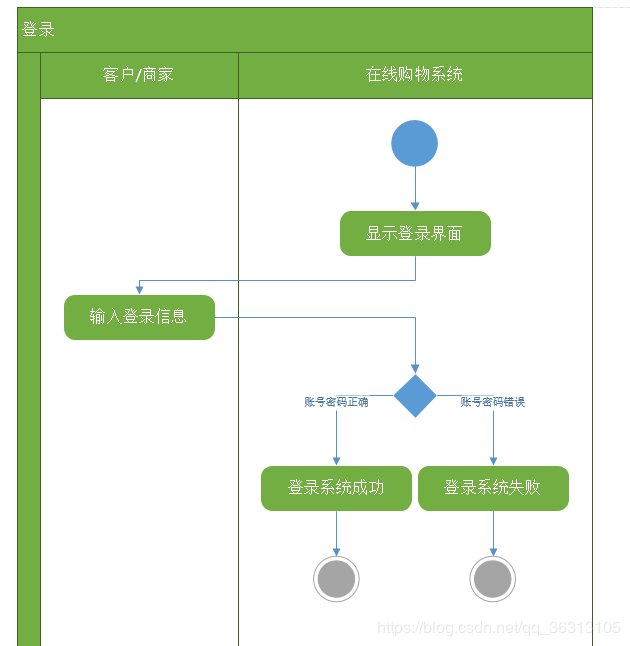 登录
客户/商家
在线购物系统
显示登录界面
输入登录信息
账号密码正确
账号密码错误
登录系统成功
登录系统失败
https://blog.csdn.net/qq_36313105